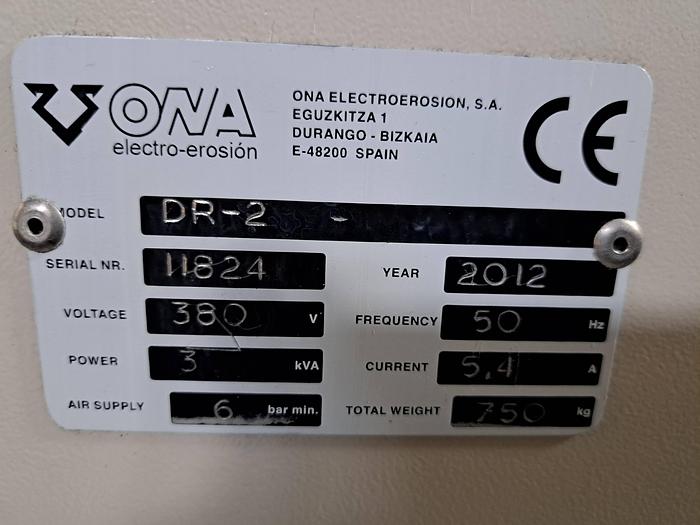 ONA
electro-erosión
ONA ELECTROEROSION, S.A.
EGUZKITZA 1
DURANGO - BIZKAIA
E-48200 SPAIN
CE
MODEL DR-2 -
SERIAL NR. 11824 YEAR 2012
VOLTAGE 380 V FREQUENCY 50 Hz
POWER 3 kVA CURRENT 5.4 A
AIR SUPPLY 6 bar min. TOTAL WEIGHT 750 kg